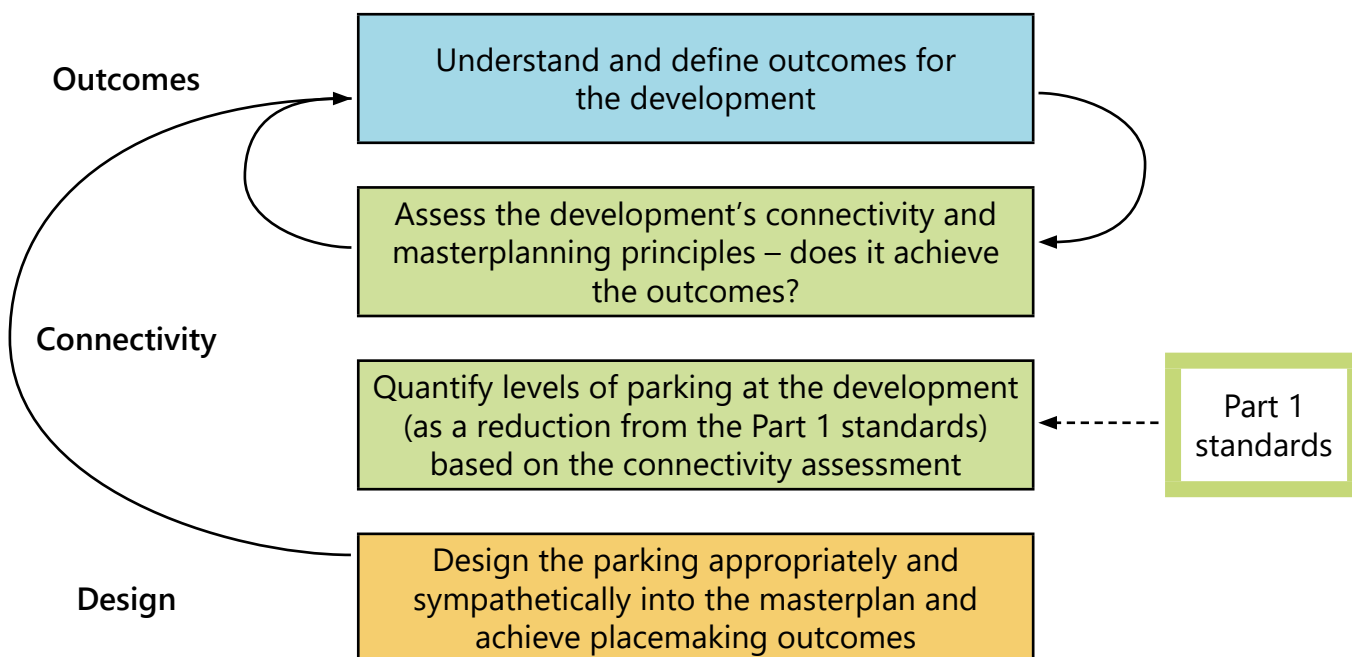 Outcomes
Understand and define outcomes for
the development
Assess the development’s connectivity and
masterplanning principles – does it achieve
the outcomes?
Connectivity
Quantify levels of parking at the development
(as a reduction from the Part 1 standards)
based on the connectivity assessment
Part 1
standards
Design
Design the parking appropriately and
sympathetically into the masterplan and
achieve placemaking outcomes